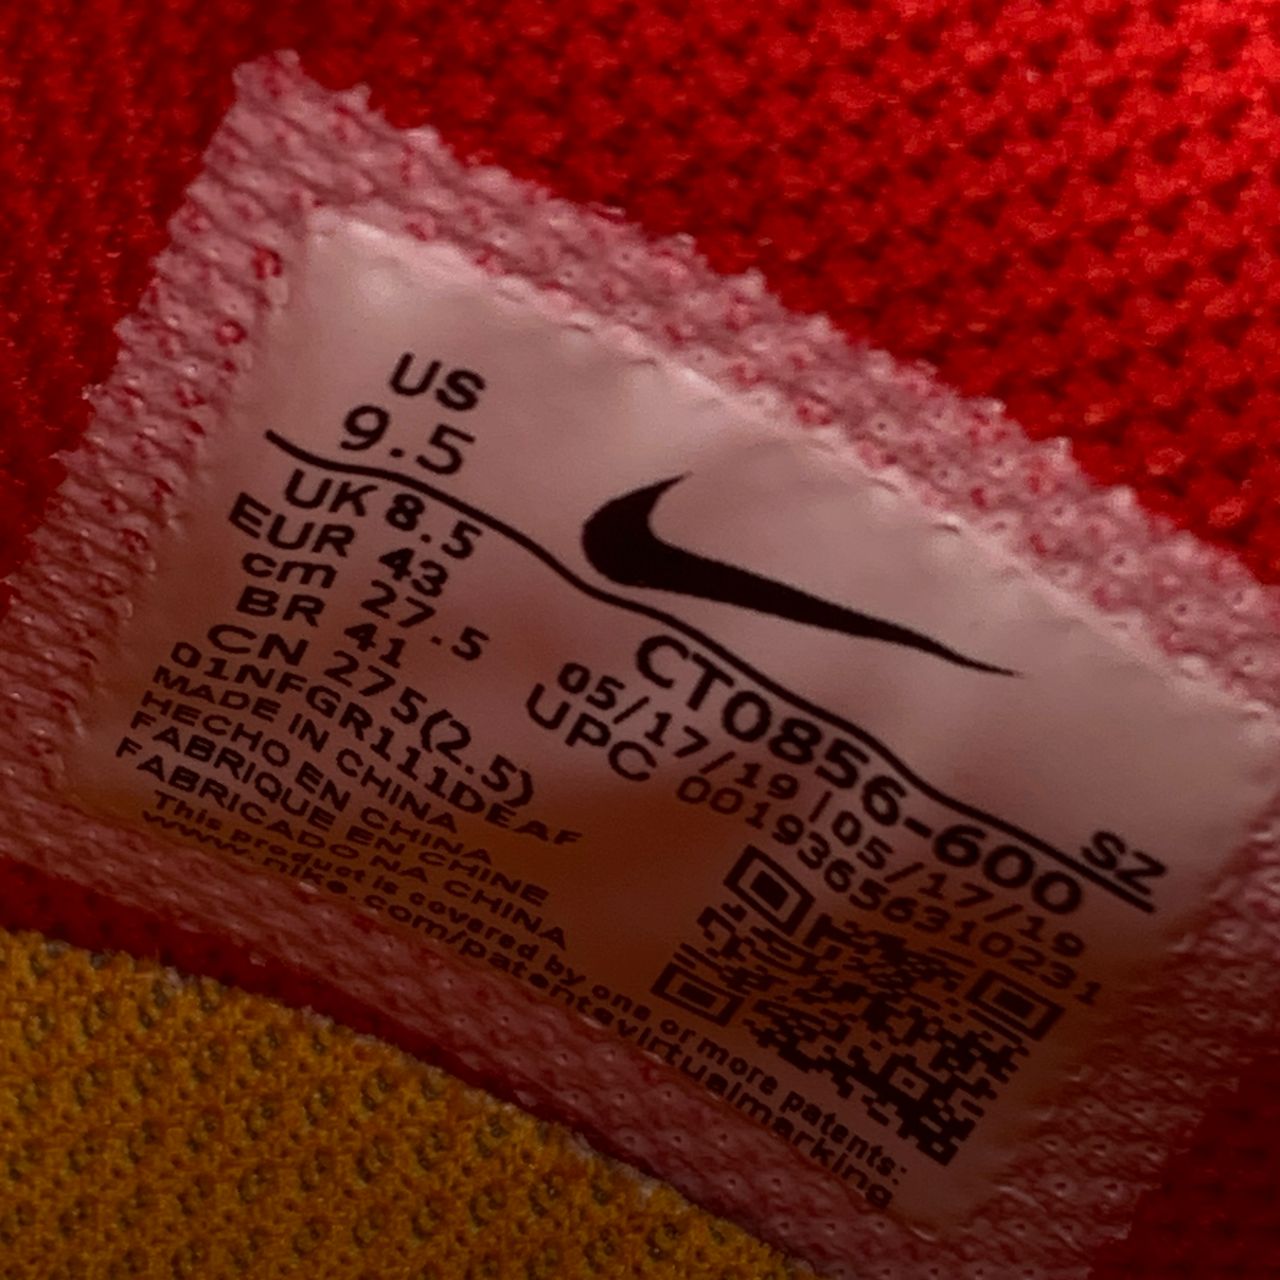 US
9.5
UK 8.5
EUR 43
cm 27.5
BR 41
CN 275(2.5)
01NFGR111DEAF
MADE IN CHINA
HECHO EN CHINA
FABRIQUE EN CHINE
FABRICADO NA CHINA
This product is covered by one or more patents:
www.nike.com/patentsvirtualmarking
SZ
CT0856-600
05/17/19 | 05/17/19
UPC 00193656310231